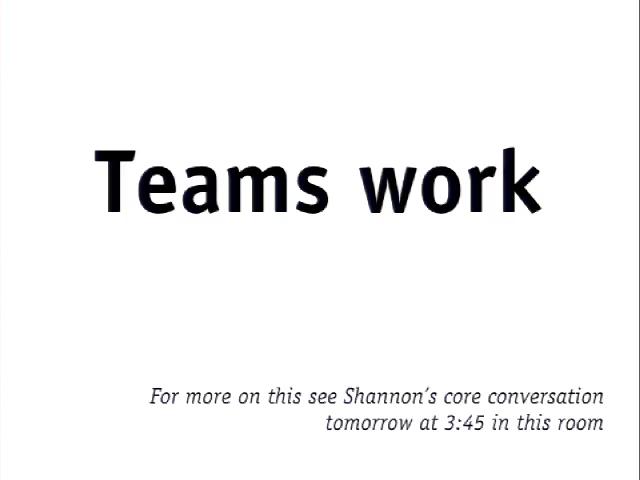 Teams work
For more on this see Shannon's core conversation
tomorrow at 3:45 in this room